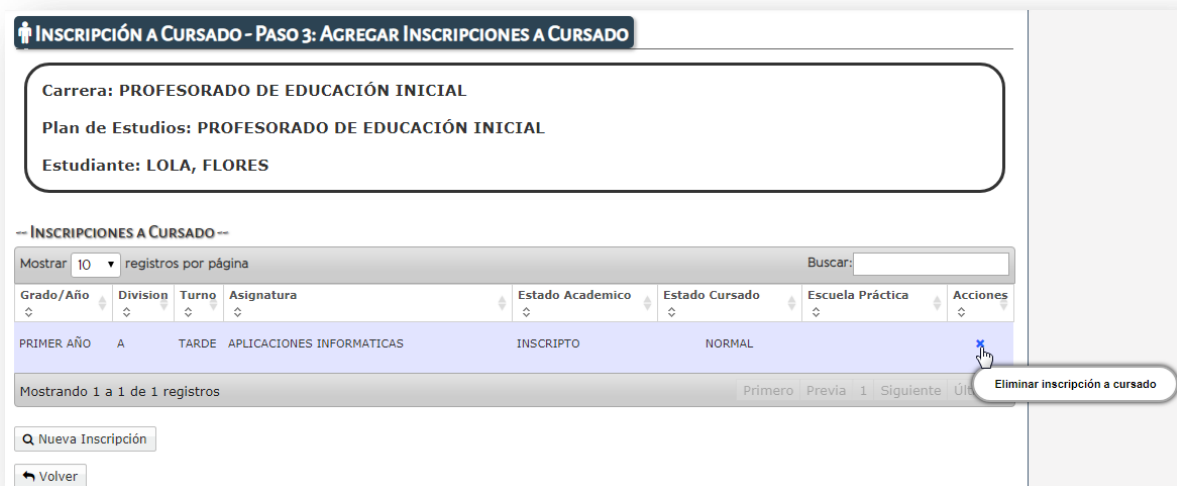 INSCRIPCIÓN A CURSADO - PASO 3: AGREGAR INSCRIPCIONES A CURSADO
Carrera: PROFESORADO DE EDUCACIÓN INICIAL
Plan de Estudios: PROFESORADO DE EDUCACIÓN INICIAL
Estudiante: LOLA, FLORES
-- INSCRIPCIONES A CURSADO --
Mostrar 10 registros por página Buscar:
Grado/Año Division Turno Asignatura Estado Academico Estado Cursado Escuela Práctica Acciones
PRIMER AÑO A TARDE APLICACIONES INFORMATICAS INSCRIPTO NORMAL
Eliminar inscripción a cursado
Mostrando 1 a 1 de 1 registros Primero Previa 1 Siguiente
Nueva Inscripción
Volver